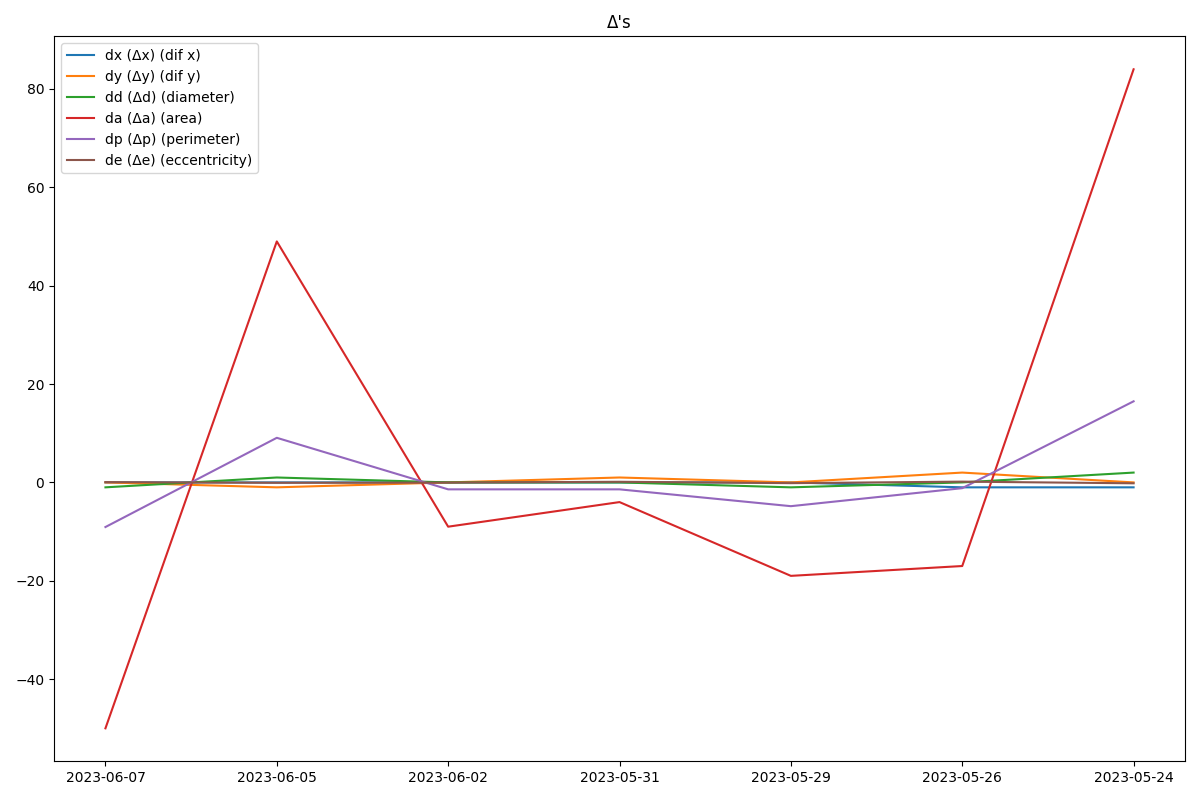 Δ's
dx (Δx) (dif x)
dy (Δy) (dif y)
dd (Δd) (diameter)
da (Δa) (area)
dp (Δp) (perimeter)
de (Δe) (eccentricity)
80
60
40
20
0
−20
−40
2023-06-07 2023-06-05 2023-06-02 2023-05-31 2023-05-29 2023-05-26 2023-05-24